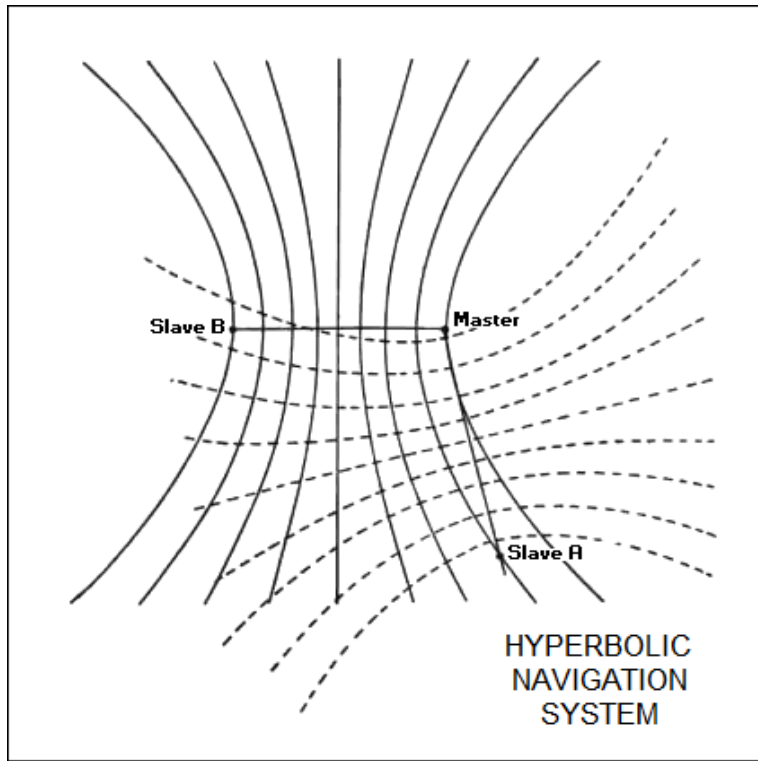 Slave B
Master
Slave A
HYPERBOLIC
NAVIGATION
SYSTEM